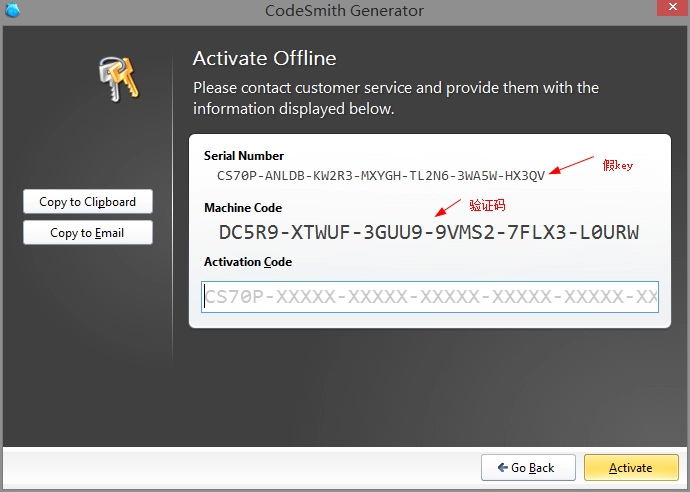 CodeSmith Generator
Activate Offline
Please contact customer service and provide them with the
information displayed below.
Serial Number
CS70P-ANLDB-KW2R3-MXYGH-TL2N6-3WA5W-HX3QV
假key
Machine Code
验证码
DC5R9-XTWUF-3GUU9-9VMS2-7FLX3-L0URW
Activation Code
CS70P-XXXXX-XXXXX-XXXXX-XXXXX-XXXXX-XX
Copy to Clipboard
Copy to Email
Go Back
Activate